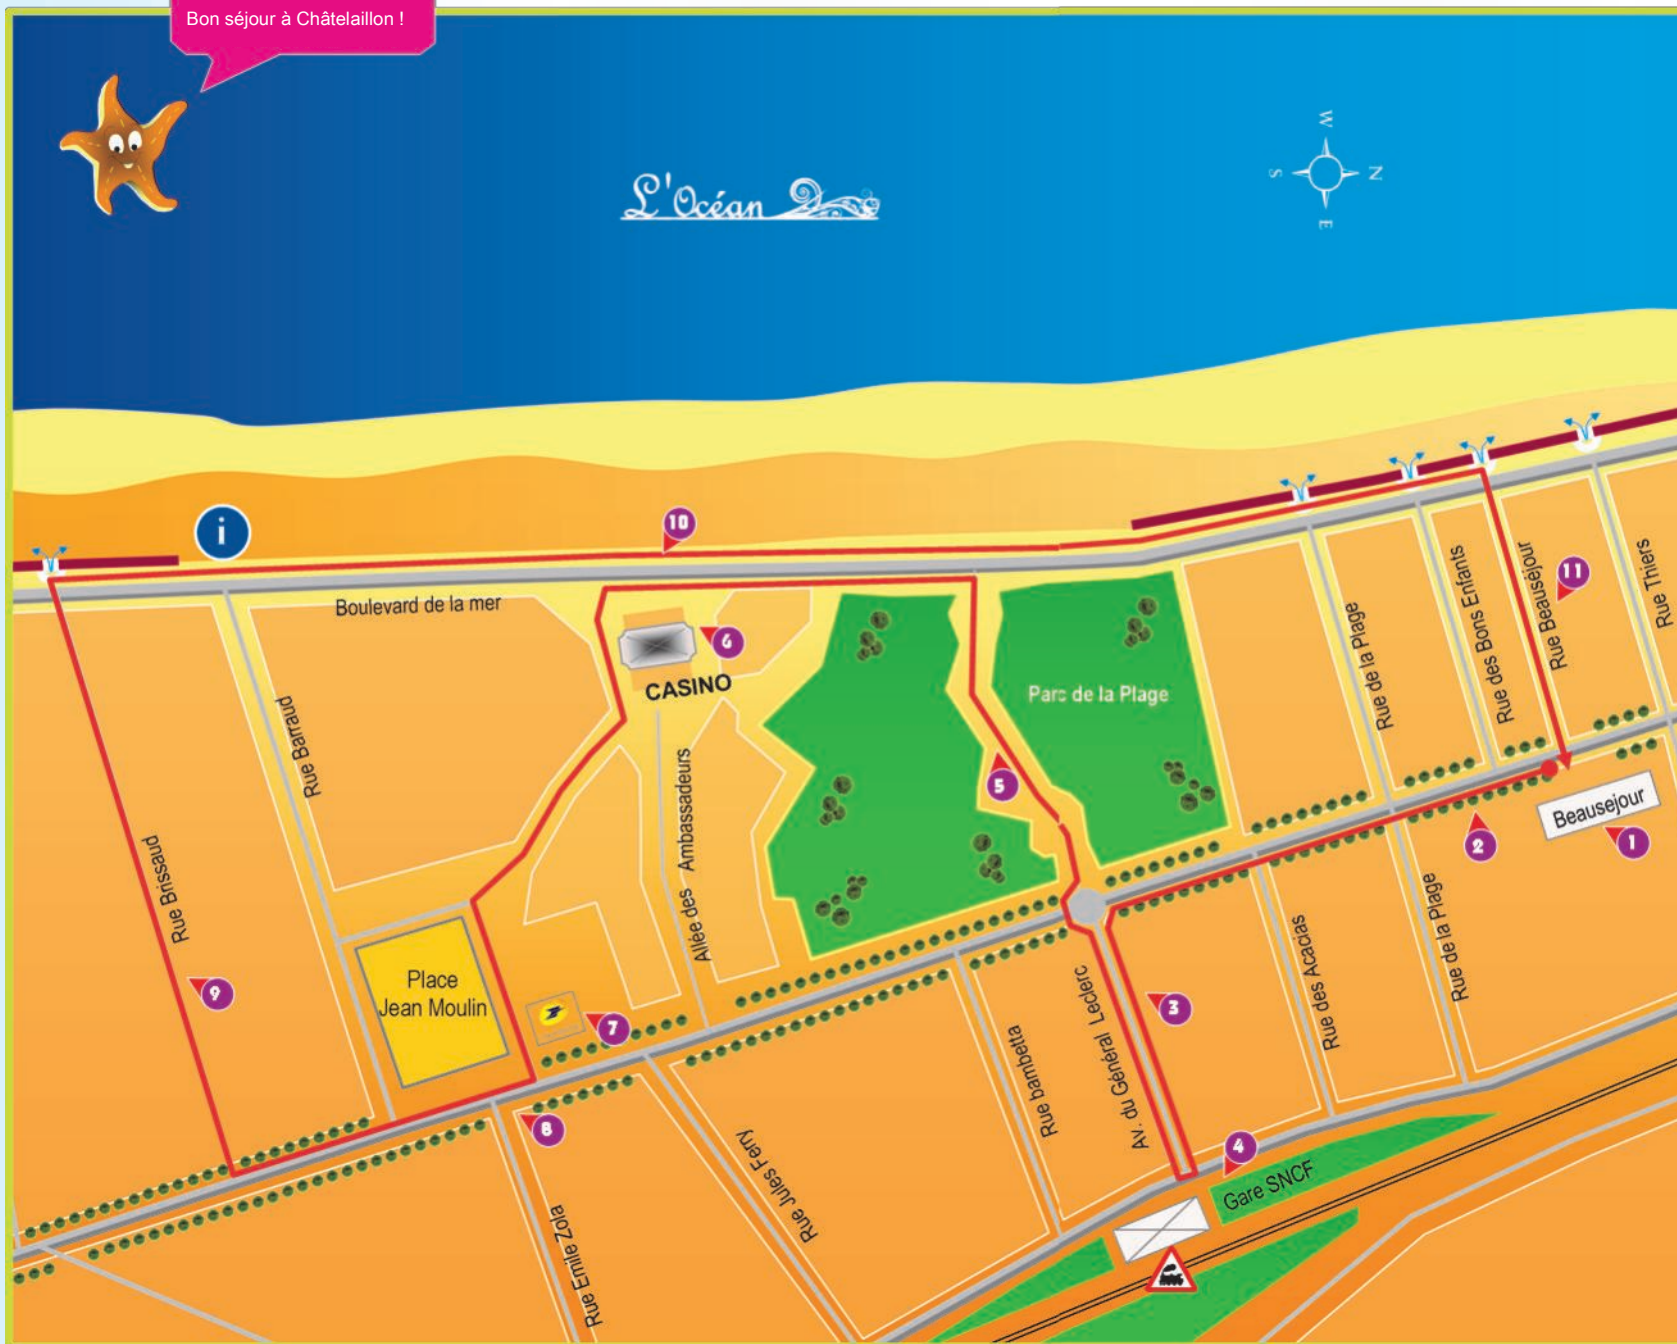 Bon séjour à Châtelaillon !
W
S
N
E
L'Océan
i
10
Boulevard de la mer
6
CASINO
Parc de la Plage
Rue de la Plage
Rue des Bons Enfants
Rue Beauséjour
11
Rue Thiers
Rue Barraud
Rue Brissaud
Allée des Ambassadeurs
5
2
Beausejour
1
9
Place
Jean Moulin
7
8
Av. du Général Leclerc
3
Rue des Acacias
Rue de la Plage
Rue bambetta
Rue Jules Ferry
Rue Emile Zola
4
Gare SNCF